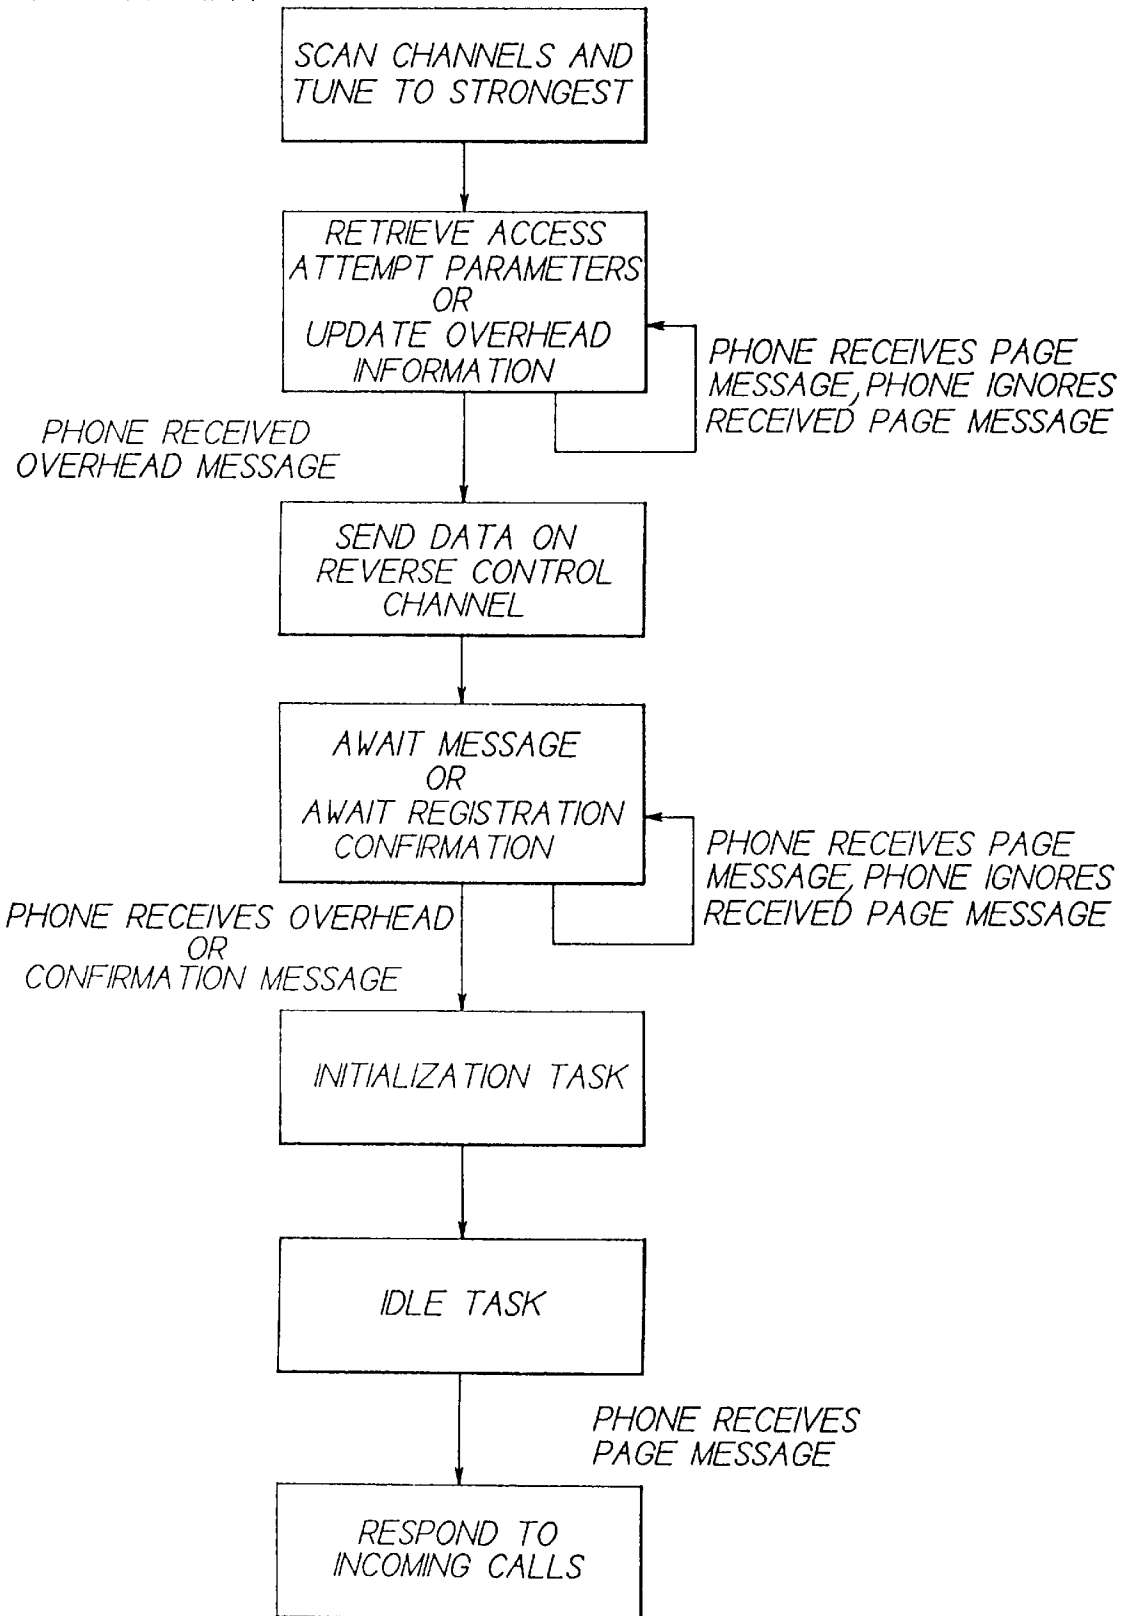 SCAN CHANNELS AND
TUNE TO STRONGEST
RETRIEVE ACCESS
ATTEMPT PARAMETERS
OR
UPDATE OVERHEAD
INFORMATION
PHONE RECEIVES PAGE
MESSAGE, PHONE IGNORES
RECEIVED PAGE MESSAGE
PHONE RECEIVED
OVERHEAD MESSAGE
SEND DATA ON
REVERSE CONTROL
CHANNEL
AWAIT MESSAGE
OR
AWAIT REGISTRATION
CONFIRMATION
PHONE RECEIVES PAGE
MESSAGE, PHONE IGNORES
RECEIVED PAGE MESSAGE
PHONE RECEIVES OVERHEAD
OR
CONFIRMATION MESSAGE
INITIALIZATION TASK
IDLE TASK
PHONE RECEIVES
PAGE MESSAGE
RESPOND TO
INCOMING CALLS